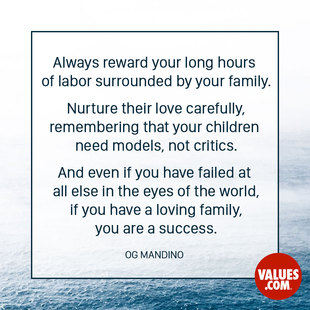 Always reward your long hours
of labor surrounded by your family.
Nurture their love carefully,
remembering that your children
need models, not critics.
And even if you have failed at
all else in the eyes of the world,
if you have a loving family,
you are a success.
OG MANDINO
VALUES
.COM